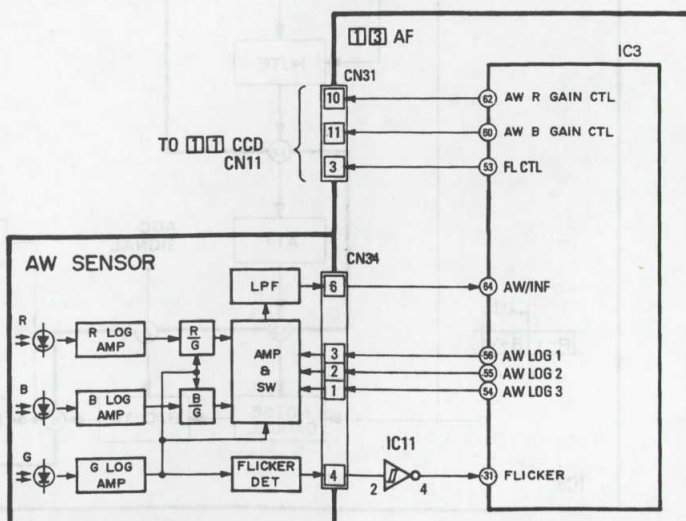 13 AF
IC3
CN31
10
62 AW R GAIN CTL
11
60 AW B GAIN CTL
TO 11 CCD
CN11
3
53 FL CTL
AW SENSOR
CN34
LPF
6
64 AW/INF
R
R LOG
AMP
R
G
AMP
&
SW
3
56 AW LOG 1
2
55 AW LOG 2
1
54 AW LOG 3
B
B LOG
AMP
B
G
IC11
G
G LOG
AMP
FLICKER
DET
4
2
4
31 FLICKER